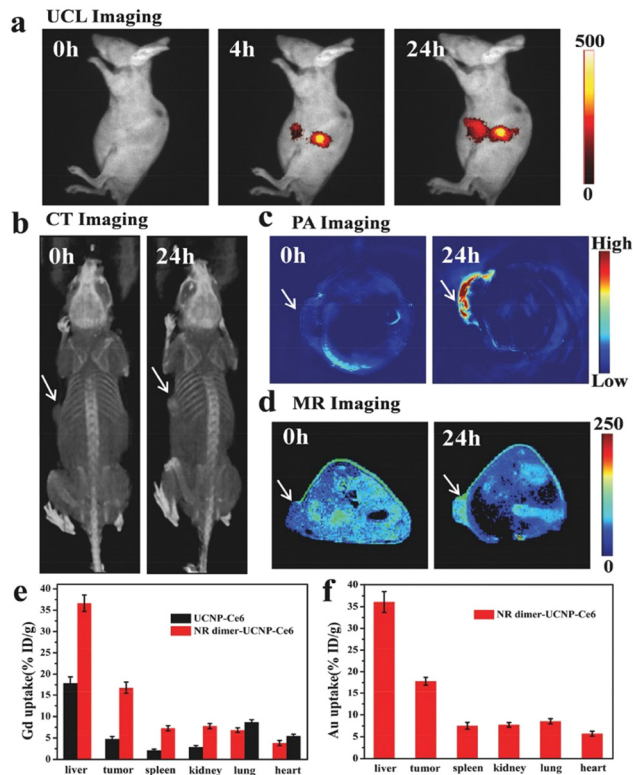 a
UCL Imaging
0h
4h
24h
500
0
b
CT Imaging
0h
24h
c
PA Imaging
0h
24h
High
Low
d
MR Imaging
0h
24h
250
0
e
Gd uptake(% ID/g)
40
35
30
25
20
15
10
5
0
UCNP-Ce6
NR dimer-UCNP-Ce6
liver tumor spleen kidney lung heart
f
Au uptake(% ID/g)
40
35
30
25
20
15
10
5
0
NR dimer-UCNP-Ce6
liver tumor spleen kidney lung heart